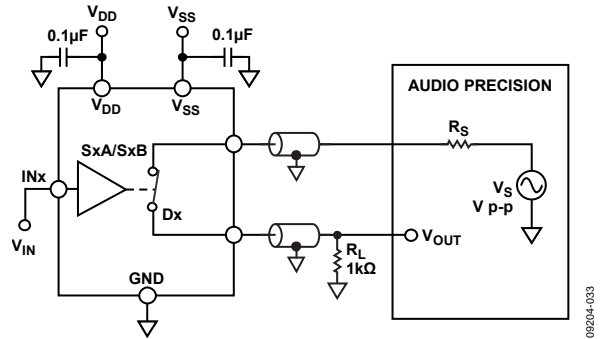 VDD
VSS
0.1µF
0.1µF
VDD
VSS
AUDIO PRECISION
SxA/SxB
RS
INx
VS
V p-p
Dx
VIN
VOUT
RL
1kΩ
GND
09204-033